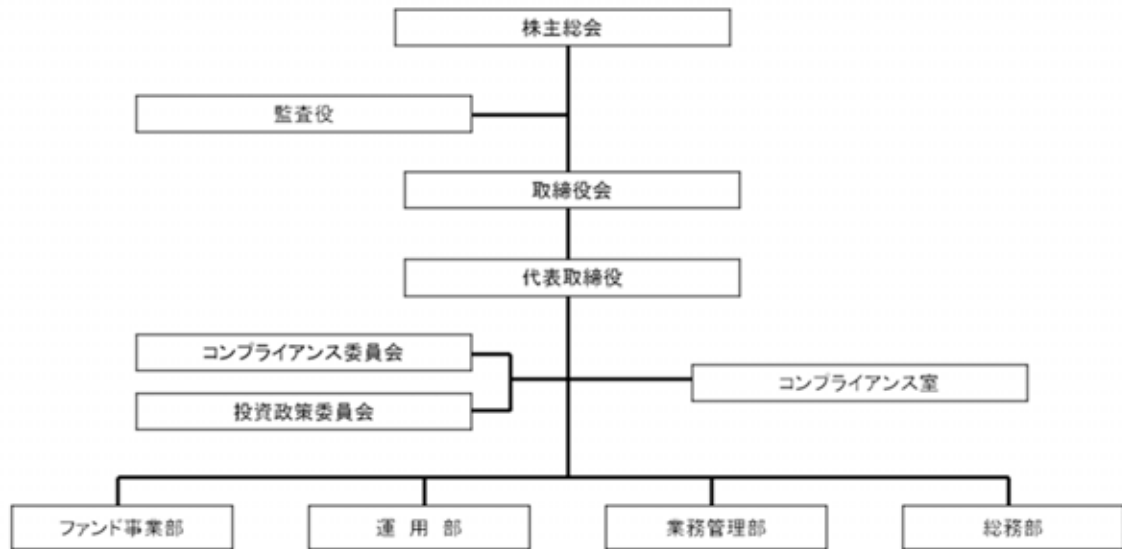 株主総会
監査役
取締役会
代表取締役
コンプライアンス委員会
コンプライアンス室
投資政策委員会
ファンド事業部
運 用 部
業務管理部
総務部